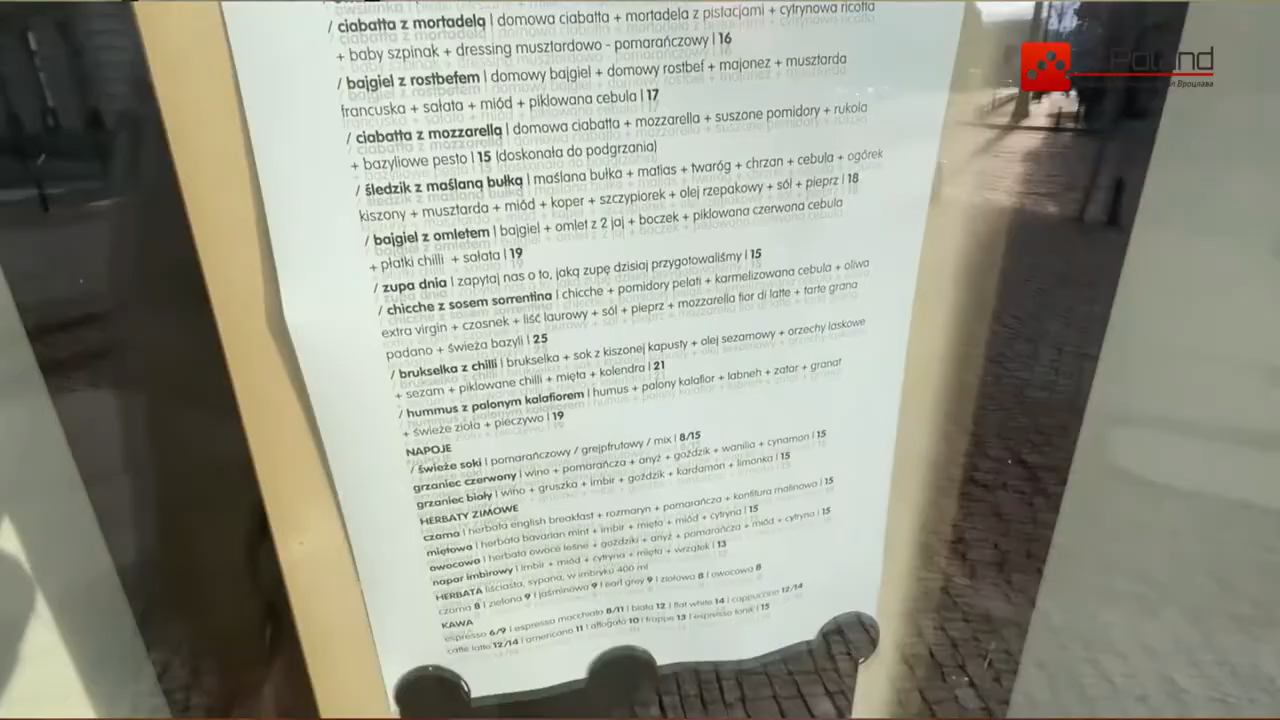 / ciabatta z mortadelą | domowa ciabatta + mortadela z pistacjami + cytrynowa ricotta
+ baby szpinak + dressing musztardowo - pomarańczowy | 16
/ bajgiel z rostbefem | domowy bajgiel + domowy rostbef + majonez + musztarda
francuska + sałata + miód + piklowana cebula | 17
/ ciabatta z mozzarellą | domowa ciabatta + mozzarella + suszone pomidory + rukola
+ bazyliowe pesto | 15 (doskonała do podgrzania)
/ śledzik z maślaną bułką | maślana bułka + matias + twaróg + chrzan + cebula + ogórek
kiszony + musztarda + miód + koper + szczypiorek + olej rzepakowy + sól + pieprz | 18
/ bajgiel z omletem | bajgiel + omlet z 2 jaj + boczek + piklowana czerwona cebula
+ płatki chilli + sałata | 19
/ zupa dnia | zapytaj nas o to, jaką zupę dzisiaj przygotowaliśmy | 15
/ chicche z sosem sorrentina | chicche + pomidory pelati + karmelizowana cebula + oliwa
extra virgin + czosnek + liść laurowy + sól + pieprz + mozzarella fior di latte + tarte grana
padano + świeża bazyli | 25
/ brukselka z chilli | brukselka + sok z kiszonej kapusty + olej sezamowy + orzechy laskowe
+ sezam + piklowane chilli + mięta + kolendra | 21
/ hummus z palonym kalafiorem | humus + palony kalafior + labneh + zatar + granat
+ świeże zioła + pieczywo | 19
NAPOJE
/ świeże soki | pomarańczowy / grejpfrutowy / mix | 8/15
grzaniec czerwony | wino + pomarańcza + anyż + goździk + wanilia + cynamon | 15
grzaniec biały | wino + gruszka + imbir + goździk + kardamon + limonka | 15
HERBATY ZIMOWE
czarna | herbata english breakfast + rozmaryn + pomarańcza + konfitura malinowa | 15
miętowa | herbata bavarian mint + imbir + mięta + miód + cytryna | 15
owocowa | herbata owoce leśne + goździki + anyż + pomarańcza + miód + cytryna | 15
napar imbirowy | imbir + miód + cytryna + mięta + wrzątek | 13
HERBATA liściasta, sypana, w imbryku 400 ml
czarna 8 | zielona 9 | jaśminowa 9 | earl grey 9 | ziołowa 8 | owocowa 8
KAWA
espresso 6/9 | espresso macchiato 8/11 | biała 12 | flat white 14 | cappuccino 12/14
caffe latte 12/14 | americano 11 | affogato 10 | frappe 13 | espresso tonik | 15
Poland
Вроцлава